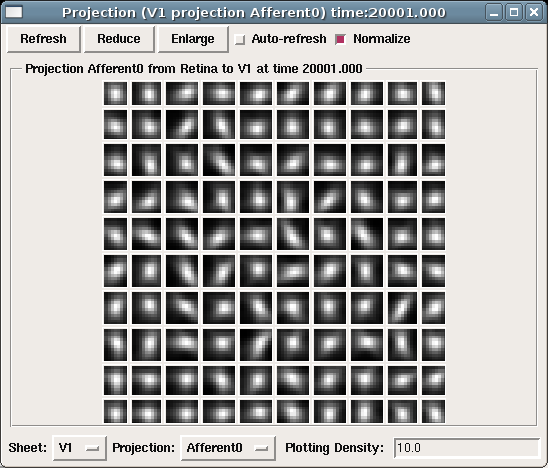 Projection (V1 projection Afferent0) time:20001.000
Refresh Reduce Enlarge Auto-refresh Normalize
Projection Afferent0 from Retina to V1 at time 20001.000
Sheet: V1 Projection: Afferent0 Plotting Density: 10.0